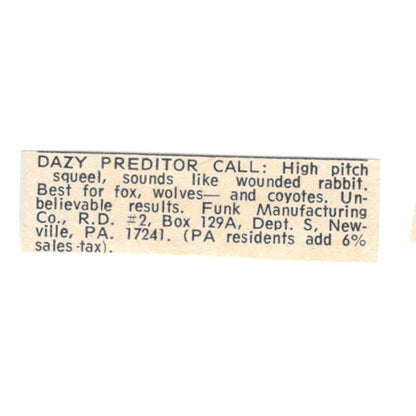 DAZY PREDITOR CALL: High pitch
squeel, sounds like wounded rabbit.
Best for fox, wolves— and coyotes. Un-
believable results. Funk Manufacturing
Co., R.D. #2, Box 129A, Dept. S, New-
ville, PA. 17241. (PA residents add 6%
sales tax).